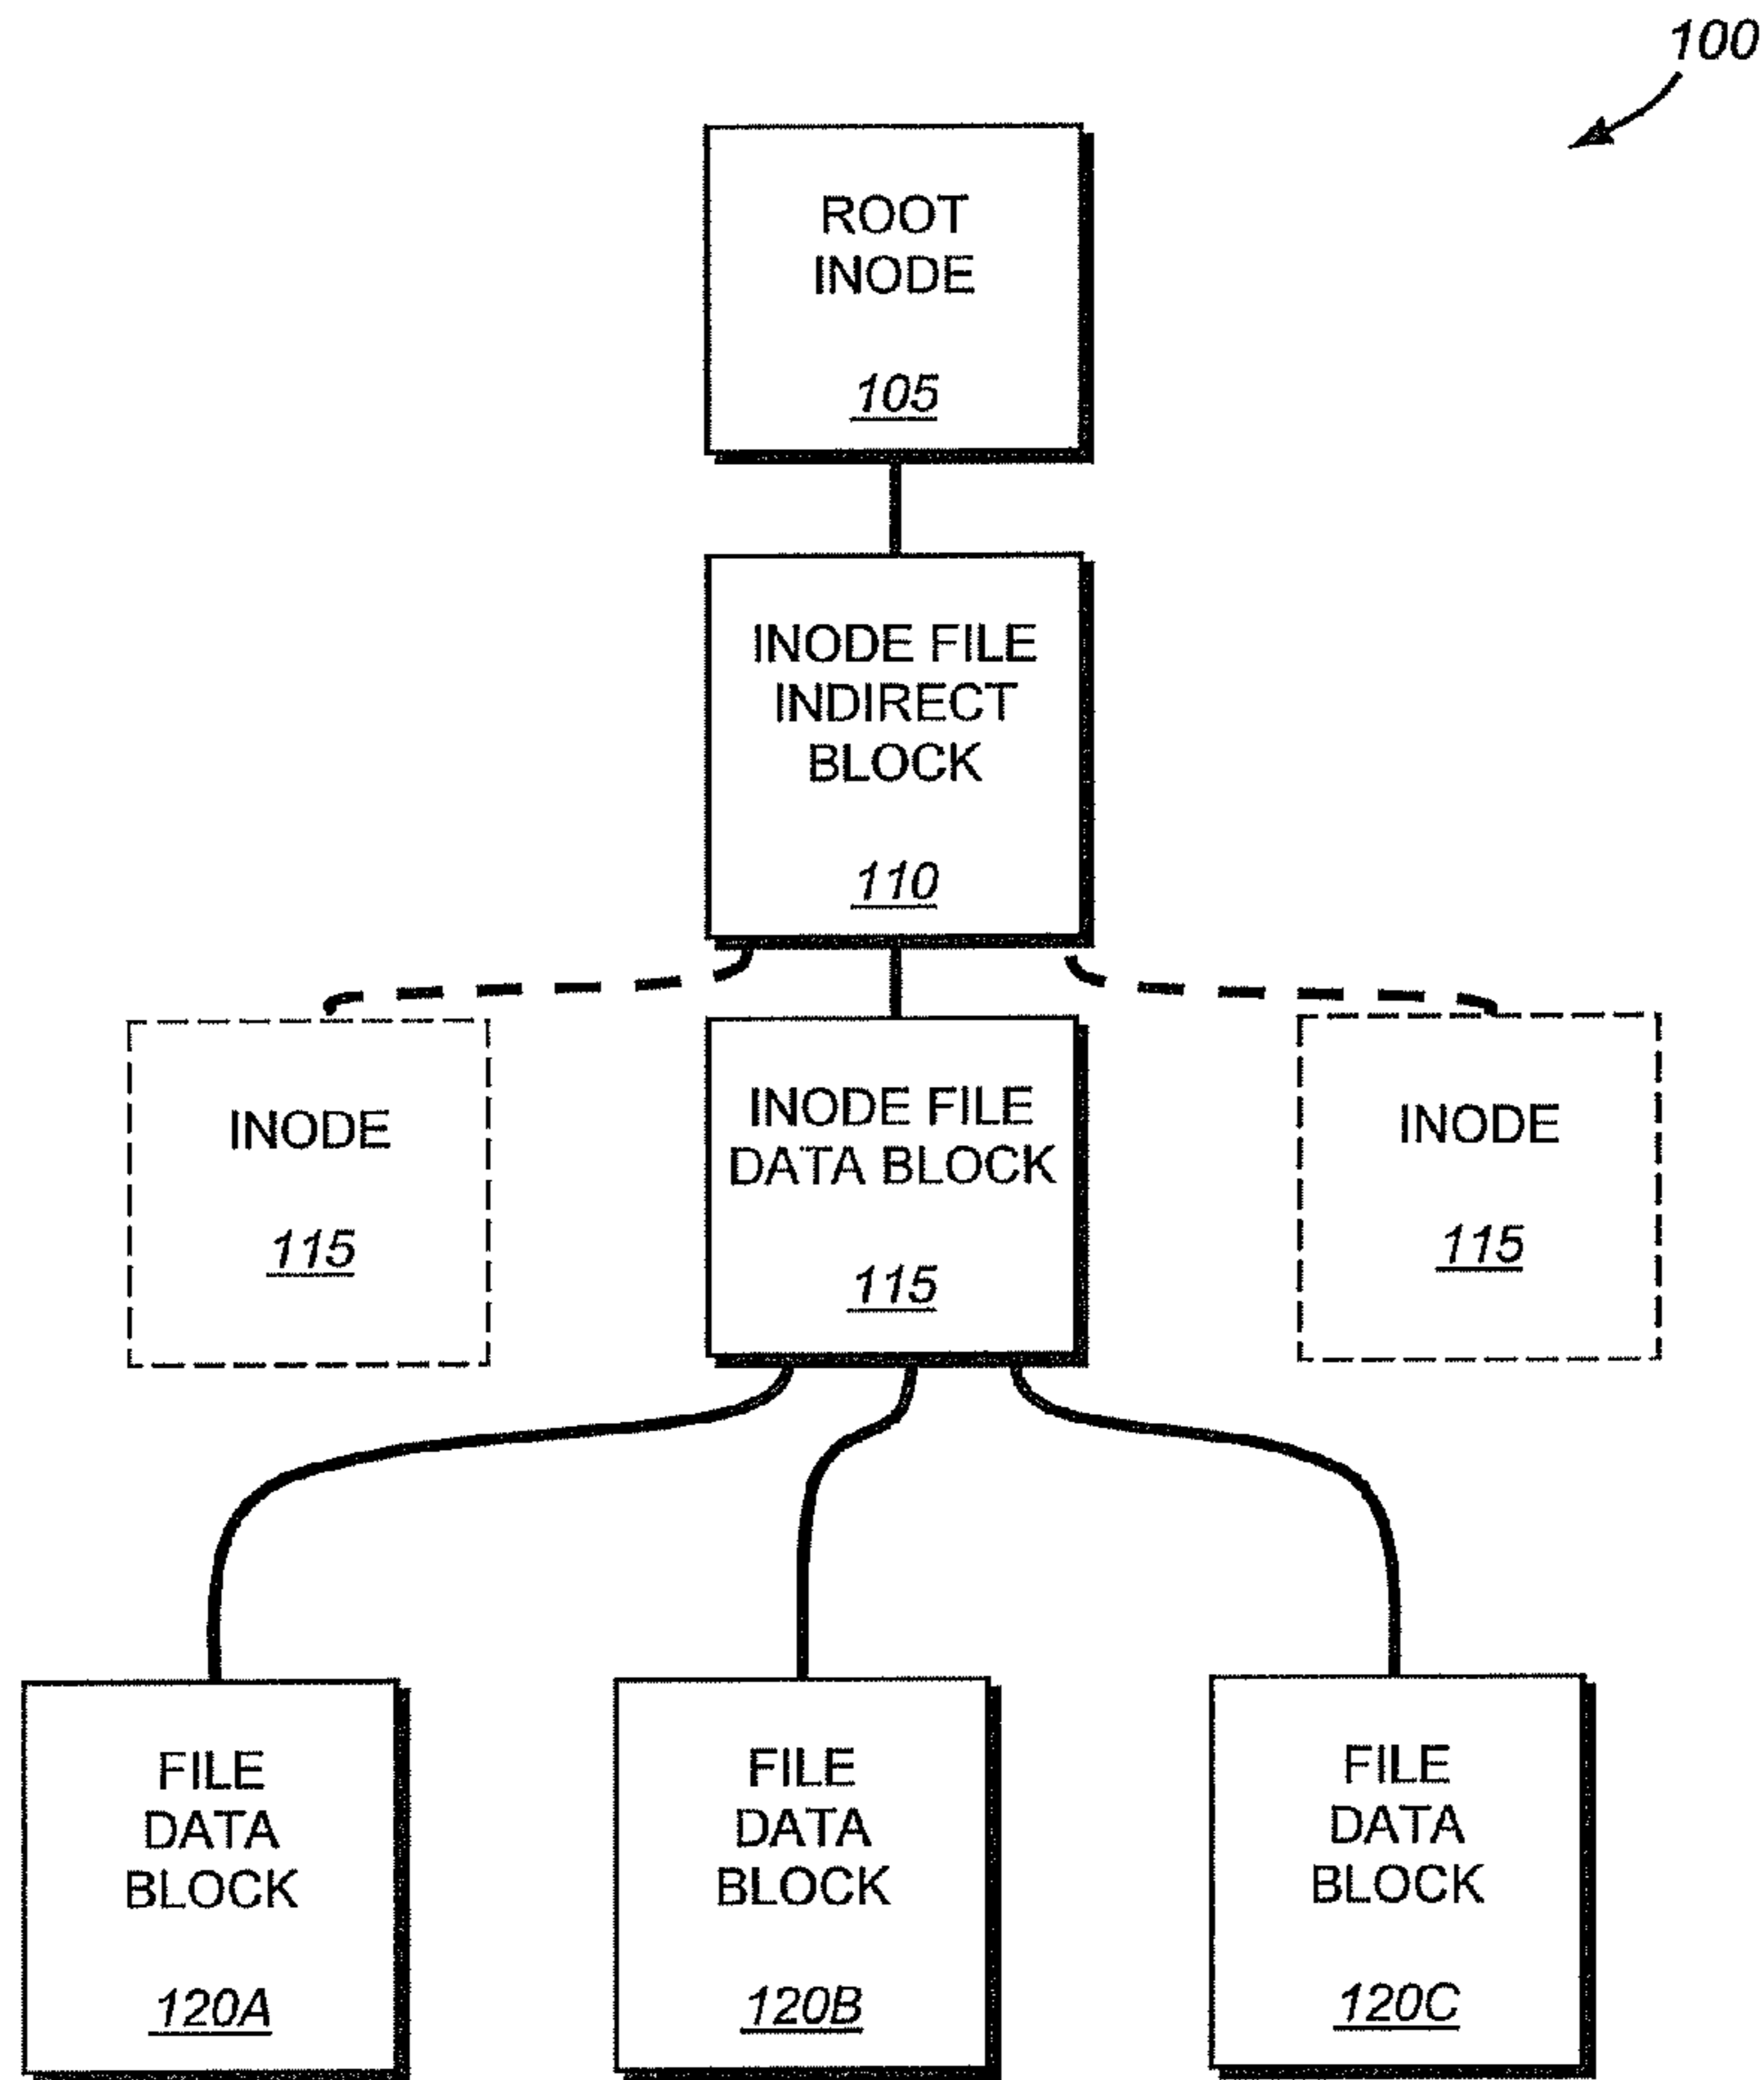 100
ROOT
INODE
105
INODE FILE
INDIRECT
BLOCK
110
INODE
115
INODE FILE
DATA BLOCK
115
INODE
115
FILE
DATA
BLOCK
120A
FILE
DATA
BLOCK
120B
FILE
DATA
BLOCK
120C